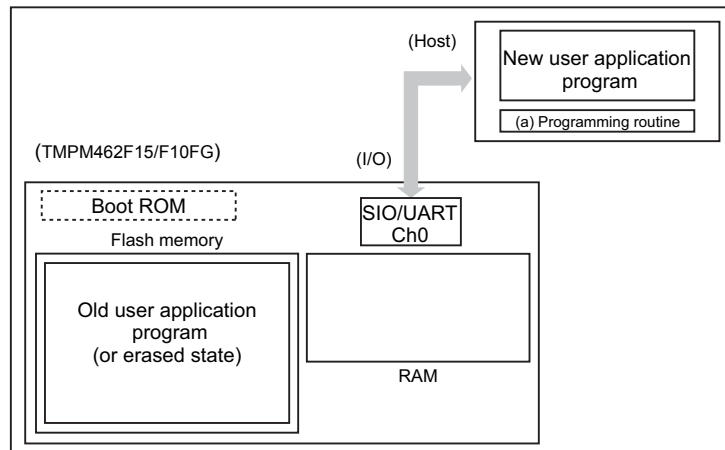 (Host)
New user application
program
(a) Programming routine
(TMPM462F15/F10FG)
(I/O)
Boot ROM
SIO/UART
Ch0
Flash memory
Old user application
program
(or erased state)
RAM